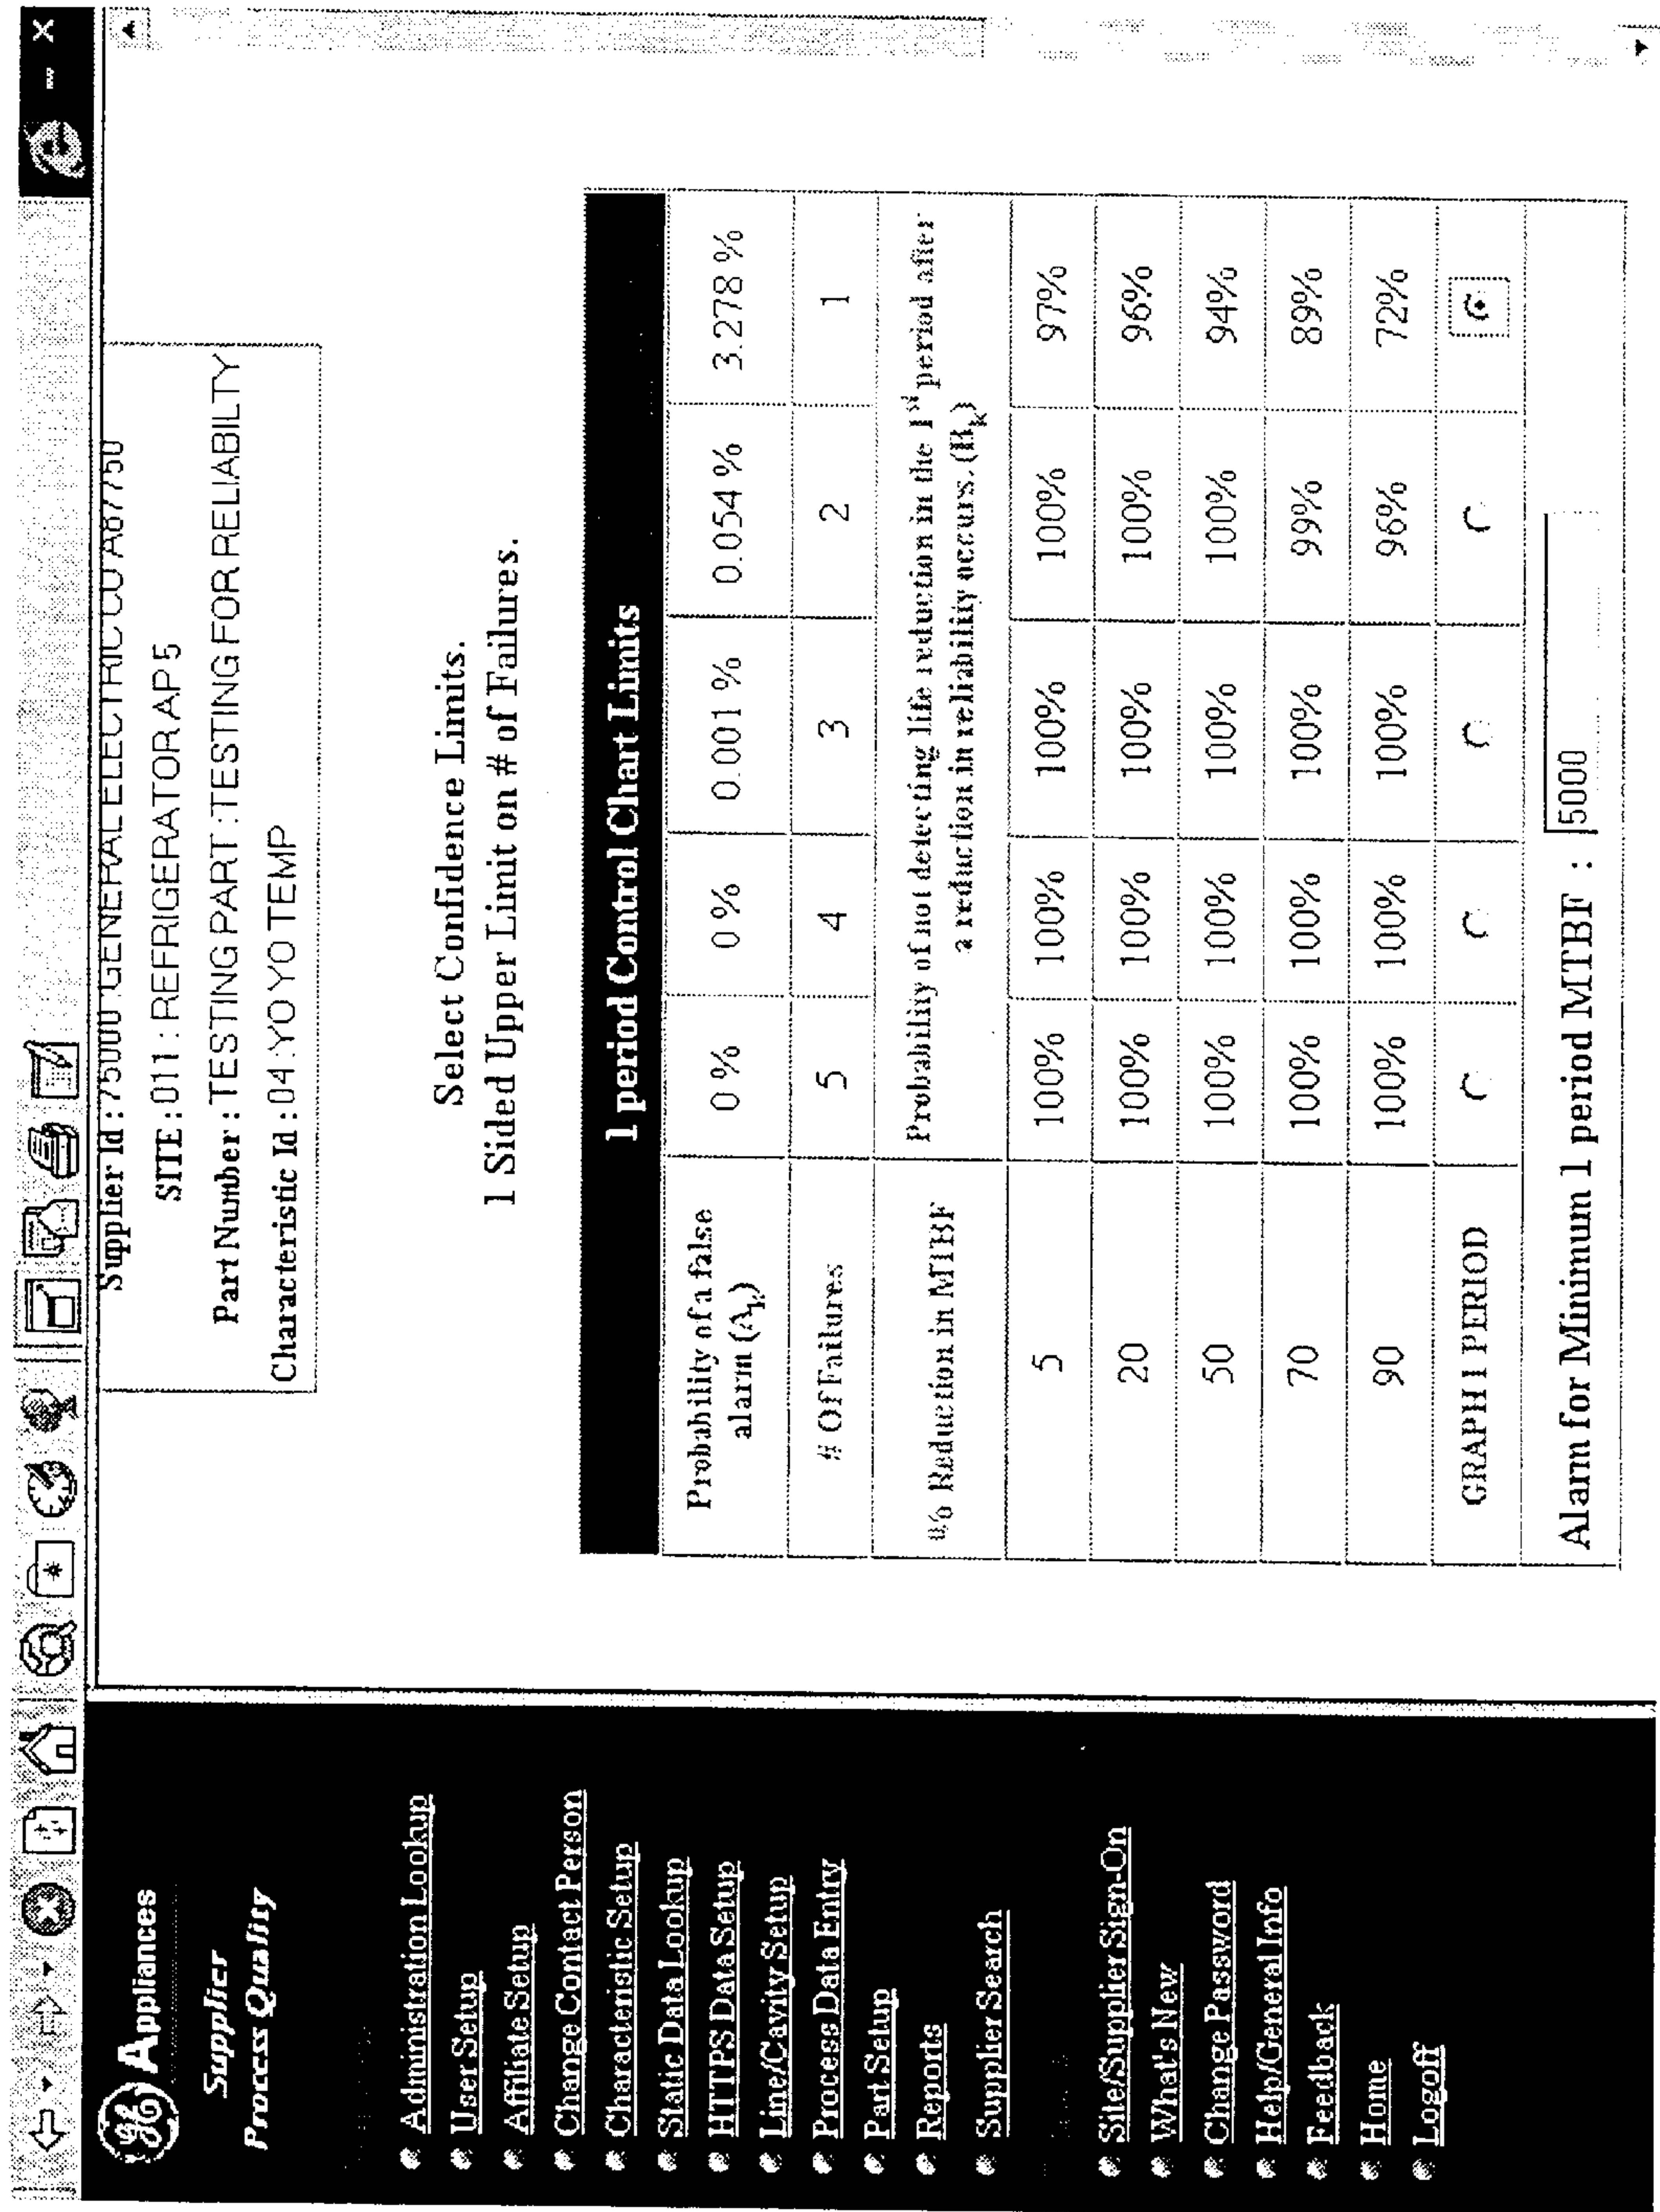 GE Appliances
Supplier
Process Quality
Administration Lookup
User Setup
Affiliate Setup
Change Contact Person
Characteristic Setup
Static Data Lookup
HTTPS Data Setup
Line/Cavity Setup
Process Data Entry
Part Setup
Reports
Supplier Search
Site/Supplier Sign-On
What's New
Change Password
Help/General Info
Feedback
Home
Logoff
Supplier Id : 75000 GENERAL ELECTRIC CO A87750
SITE : 011 : REFRIGERATOR AP5
Part Number : TESTING PART : TESTING FOR RELIABILTY
Characteristic Id : 04 :YO YO TEMP
Select Confidence Limits.
1 Sided Upper Limit on # of Failures.
1 period Control Chart Limits
Probability of a false alarm (Ak) 0 % 0 % 0.001 % 0.054 % 3.278 %
# Of Failures 5 4 3 2 1
% Reduction in MTBF Probability of not detecting life reduction in the 1st period after a reduction in reliability occurs. (Bk)
5 100% 100% 100% 100% 97%
20 100% 100% 100% 100% 96%
50 100% 100% 100% 100% 94%
70 100% 100% 100% 99% 89%
90 100% 100% 100% 96% 72%
GRAPH 1 PERIOD
Alarm for Minimum 1 period MTBF : 5000